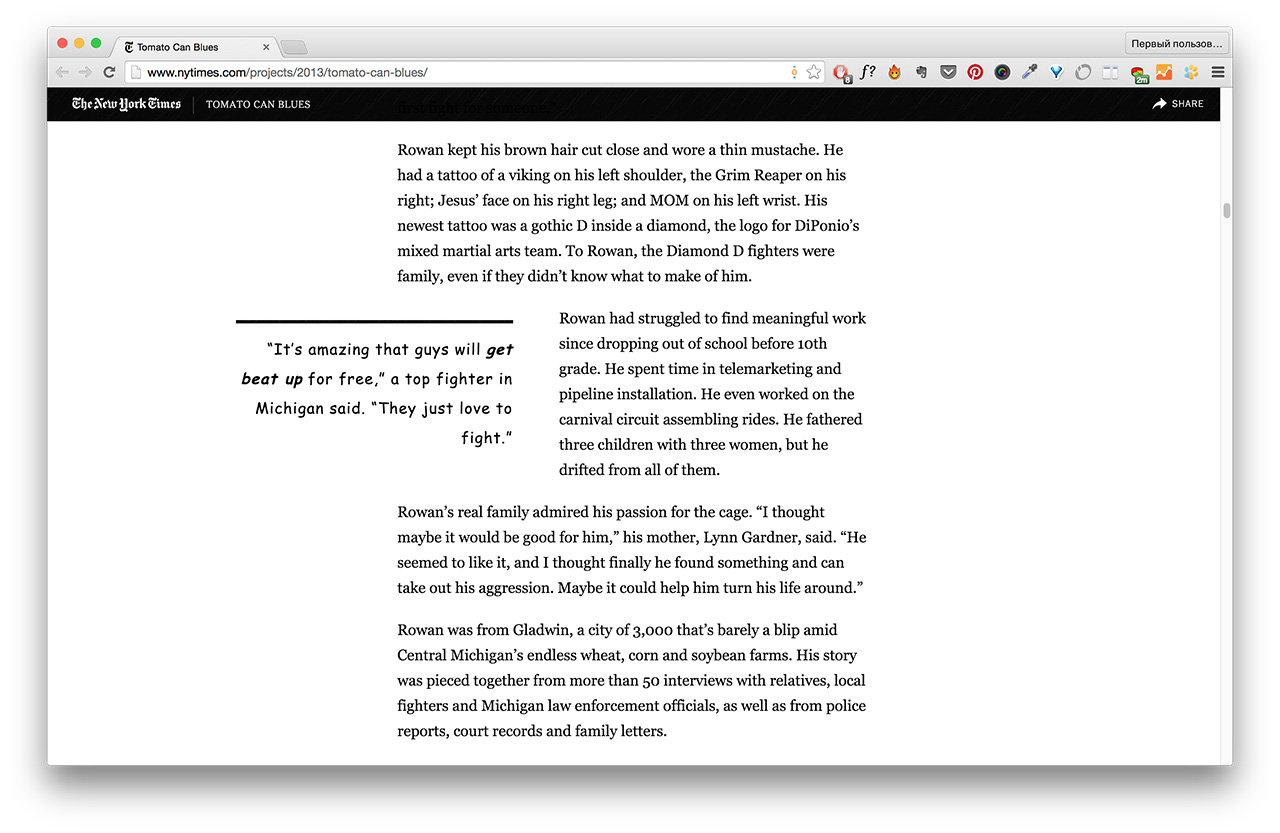 Tomato Can Blues
Первый пользов...
www.nytimes.com/projects/2013/tomato-can-blues/
8
f?
2m
The New York Times
TOMATO CAN BLUES
SHARE
first fight for someone.”
Rowan kept his brown hair cut close and wore a thin mustache. He
had a tattoo of a viking on his left shoulder, the Grim Reaper on his
right; Jesus’ face on his right leg; and MOM on his left wrist. His
newest tattoo was a gothic D inside a diamond, the logo for DiPonio’s
mixed martial arts team. To Rowan, the Diamond D fighters were
family, even if they didn’t know what to make of him.
“It’s amazing that guys will get
beat up for free,” a top fighter in
Michigan said. “They just love to
fight.”
Rowan had struggled to find meaningful work
since dropping out of school before 10th
grade. He spent time in telemarketing and
pipeline installation. He even worked on the
carnival circuit assembling rides. He fathered
three children with three women, but he
drifted from all of them.
Rowan’s real family admired his passion for the cage. “I thought
maybe it would be good for him,” his mother, Lynn Gardner, said. “He
seemed to like it, and I thought finally he found something and can
take out his aggression. Maybe it could help him turn his life around.”
Rowan was from Gladwin, a city of 3,000 that’s barely a blip amid
Central Michigan’s endless wheat, corn and soybean farms. His story
was pieced together from more than 50 interviews with relatives, local
fighters and Michigan law enforcement officials, as well as from police
reports, court records and family letters.